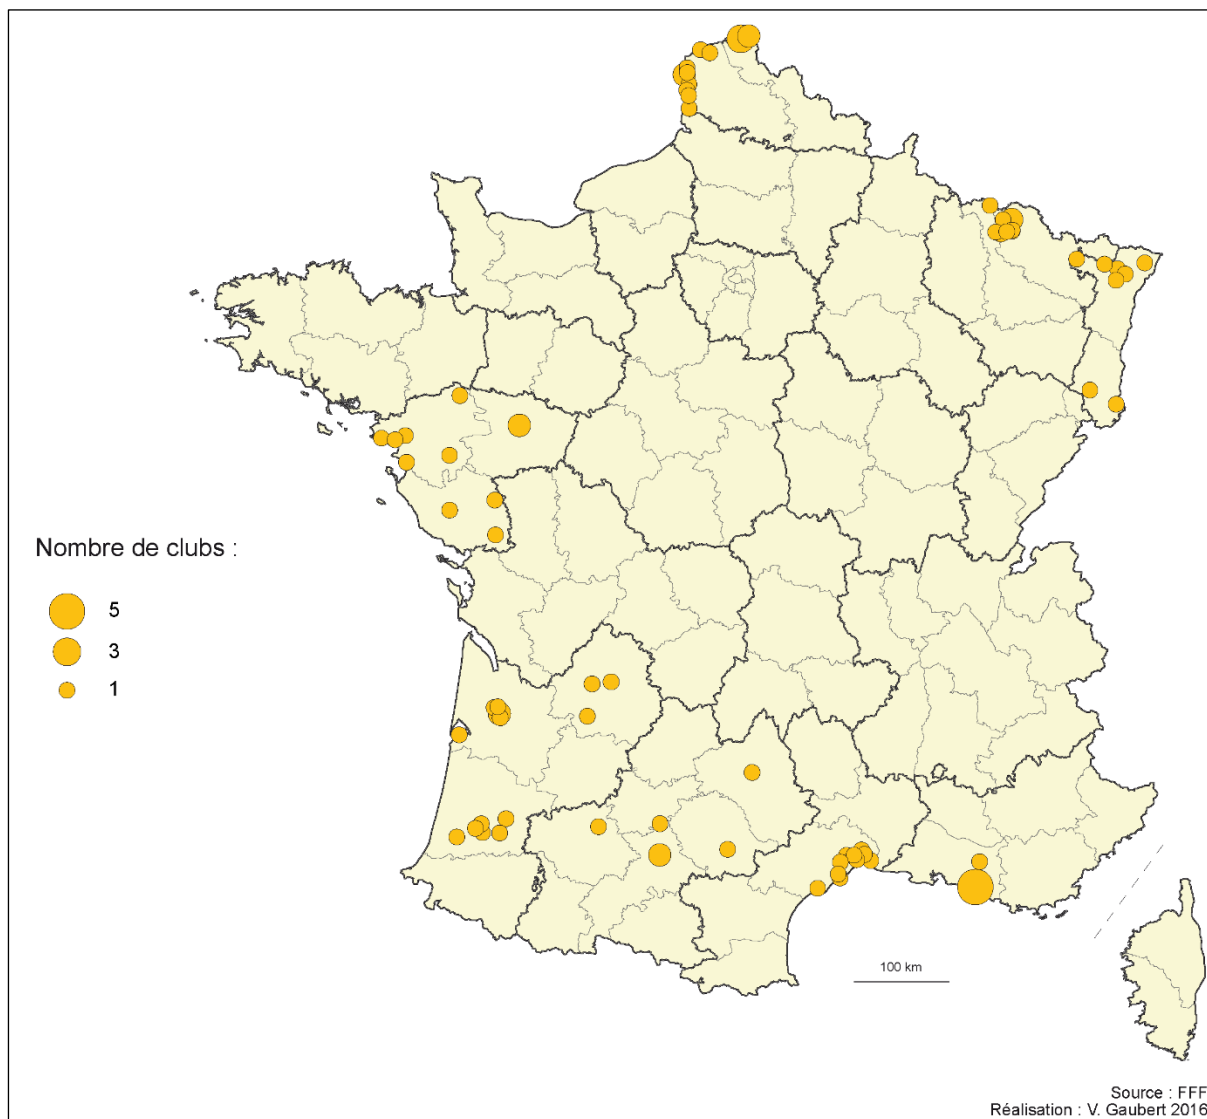 Nombre de clubs :
5
3
1
100 km
Source : FFF
Réalisation : V. Gaubert 2016